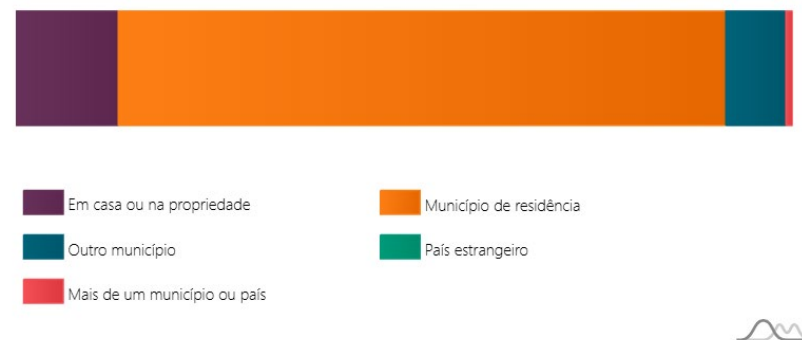 Em casa ou na propriedade
Município de residência
Outro município
País estrangeiro
Mais de um município ou país